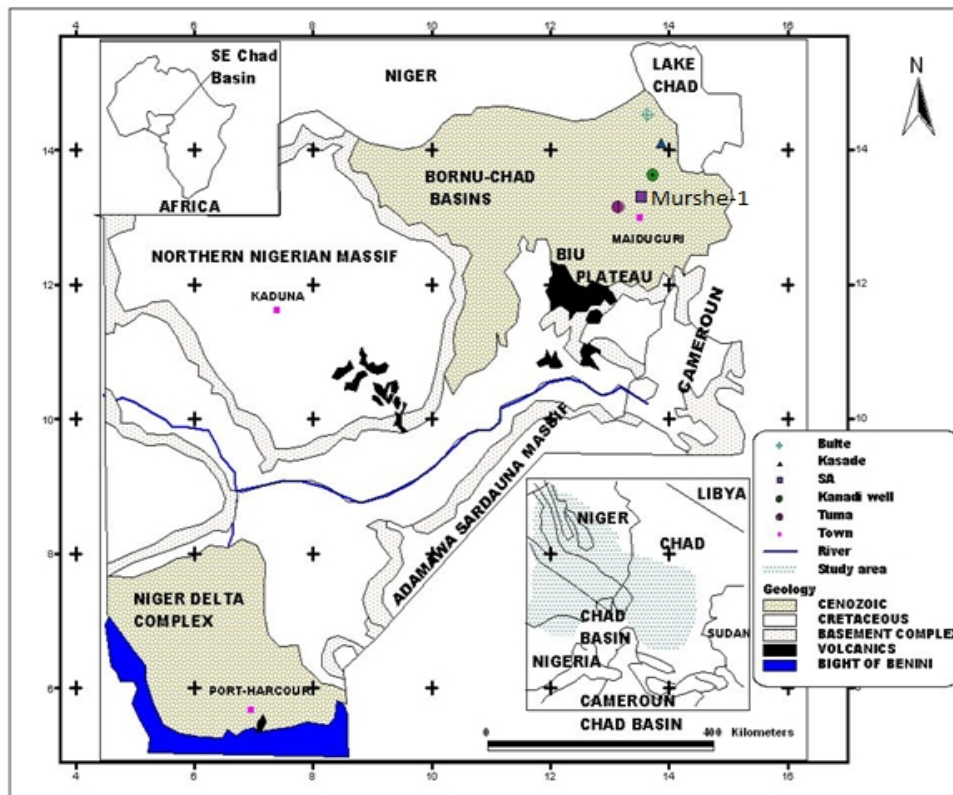 4 6 8 10 12 14 16
SE Chad
Basin
AFRICA
NIGER
LAKE
CHAD
N
14
14
BORNU-CHAD
BASINS
Murshe-1
MAIDUGURI
NORTHERN NIGERIAN MASSIF
KADUNA
BIU
PLATEAU
12
12
CAMEROUN
10
10
ADAMAWA SARDAUNA MASSIF
8
NIGER DELTA
COMPLEX
6
PORT-HARCOUR
LIBYA
NIGER
CHAD
CHAD
BASIN
SUDAN
NIGERIA
CAMEROUN
CHAD BASIN
0 400 Kilometers
Bulte
Kasade
SA
Kanadi well
Tuma
Town
River
Study area
Geology
CENOZOIC
CRETACEOUS
BASEMENT COMPLEX
VOLCANICS
BIGHT OF BENINI
4 6 8 10 12 14 16